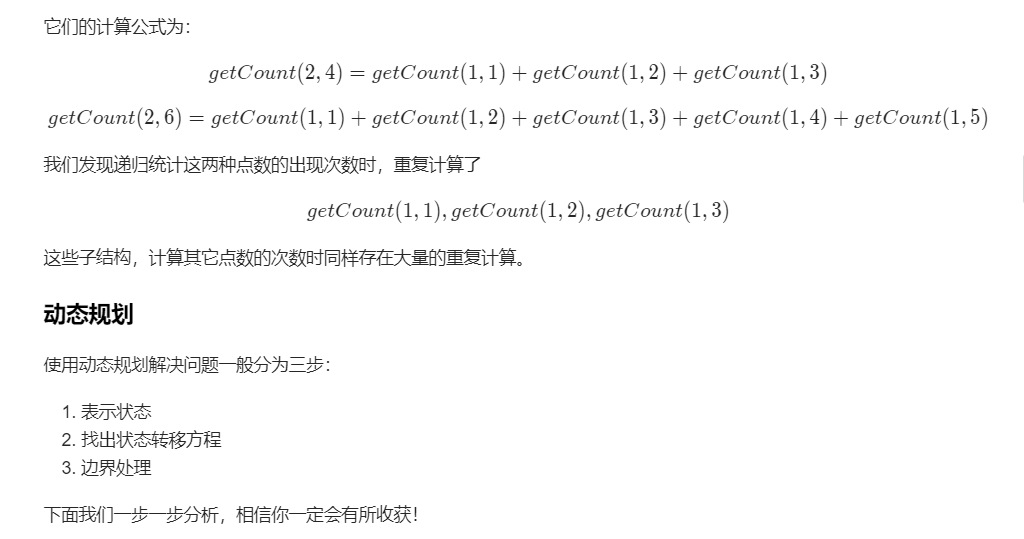 它们的计算公式为：
getCount(2, 4) = getCount(1, 1) + getCount(1, 2) + getCount(1, 3)
getCount(2, 6) = getCount(1, 1) + getCount(1, 2) + getCount(1, 3) + getCount(1, 4) + getCount(1, 5)
我们发现递归统计这两种点数的出现次数时，重复计算了
getCount(1, 1), getCount(1, 2), getCount(1, 3)
这些子结构，计算其它点数的次数时同样存在大量的重复计算。
动态规划
使用动态规划解决问题一般分为三步：
1. 表示状态
2. 找出状态转移方程
3. 边界处理
下面我们一步一步分析，相信你一定会有所收获！